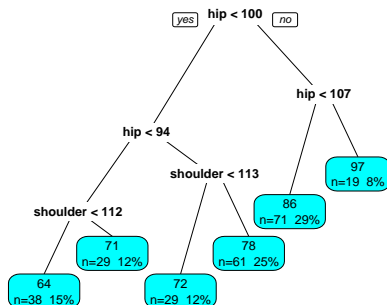 hip < 100
yes
no
hip < 107
hip < 94
97
n=19 8%
shoulder < 113
86
n=71 29%
shoulder < 112
71
n=29 12%
78
n=61 25%
64
n=38 15%
72
n=29 12%